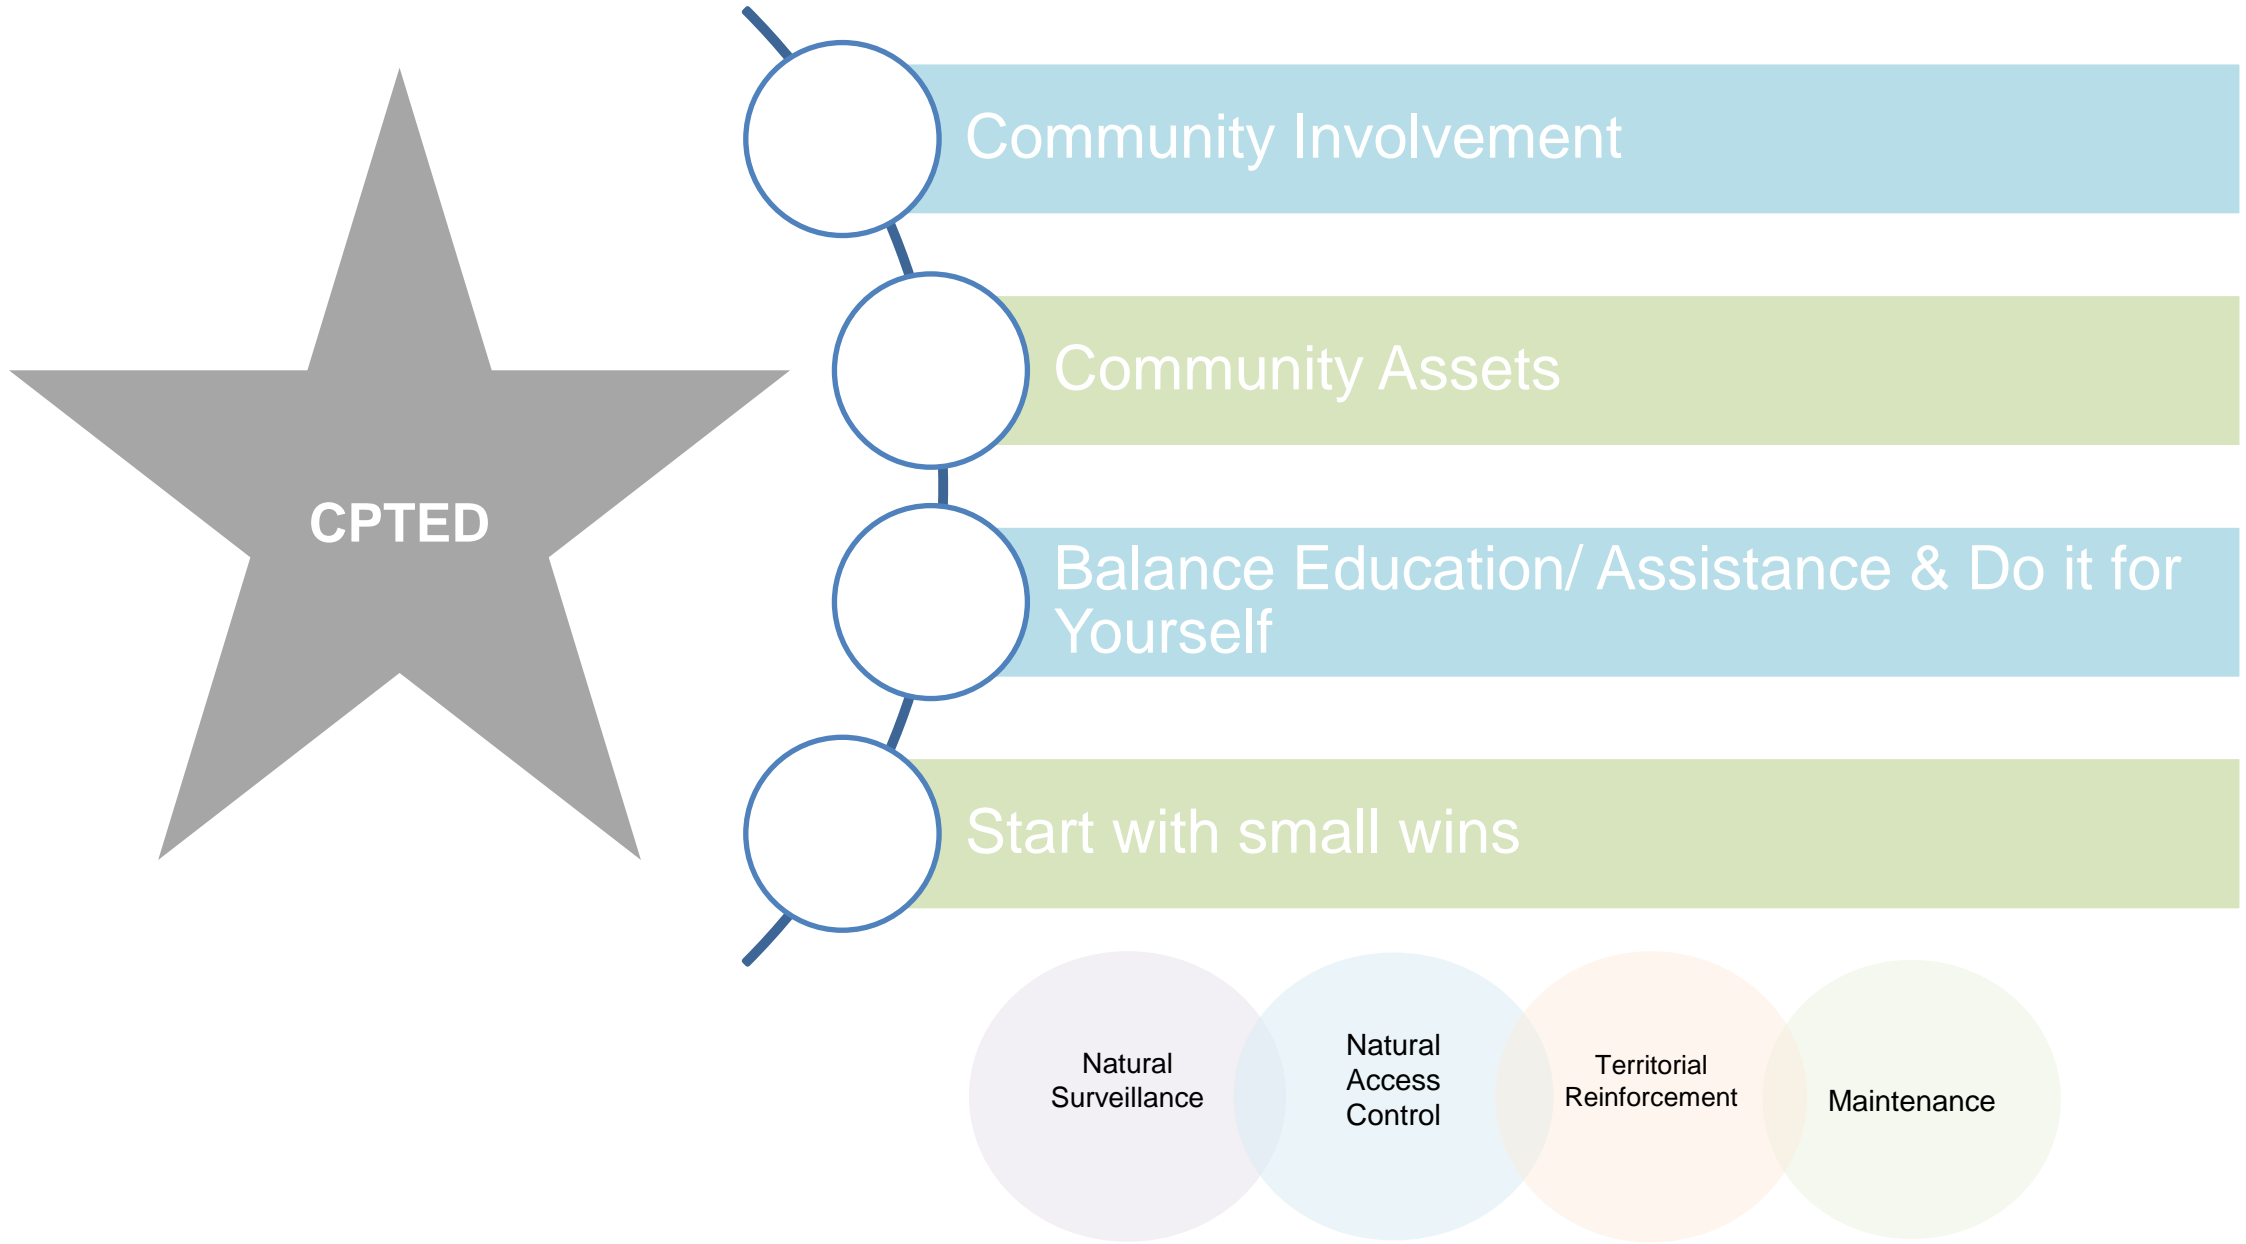 CPTED
Community Involvement
Community Assets
Balance Education/ Assistance & Do it for
Yourself
Start with small wins
Natural
Surveillance
Natural
Access
Control
Territorial
Reinforcement
Maintenance